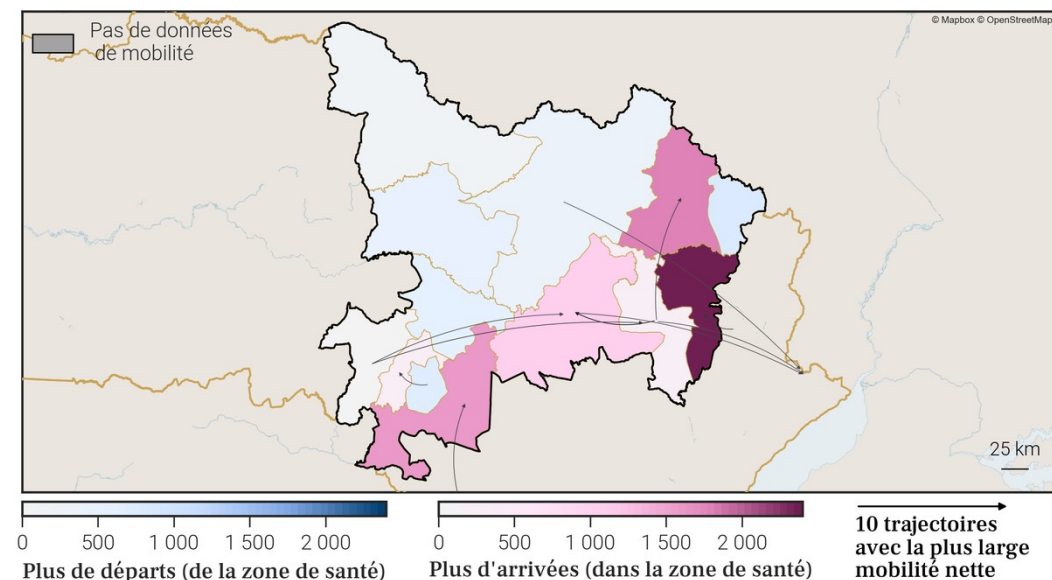 Pas de données
de mobilité
© Mapbox © OpenStreetMap
25 km
0 500 1 000 1 500 2 000
Plus de départs (de la zone de santé)
0 500 1 000 1 500 2 000
Plus d'arrivées (dans la zone de santé)
10 trajectoires
avec la plus large
mobilité nette